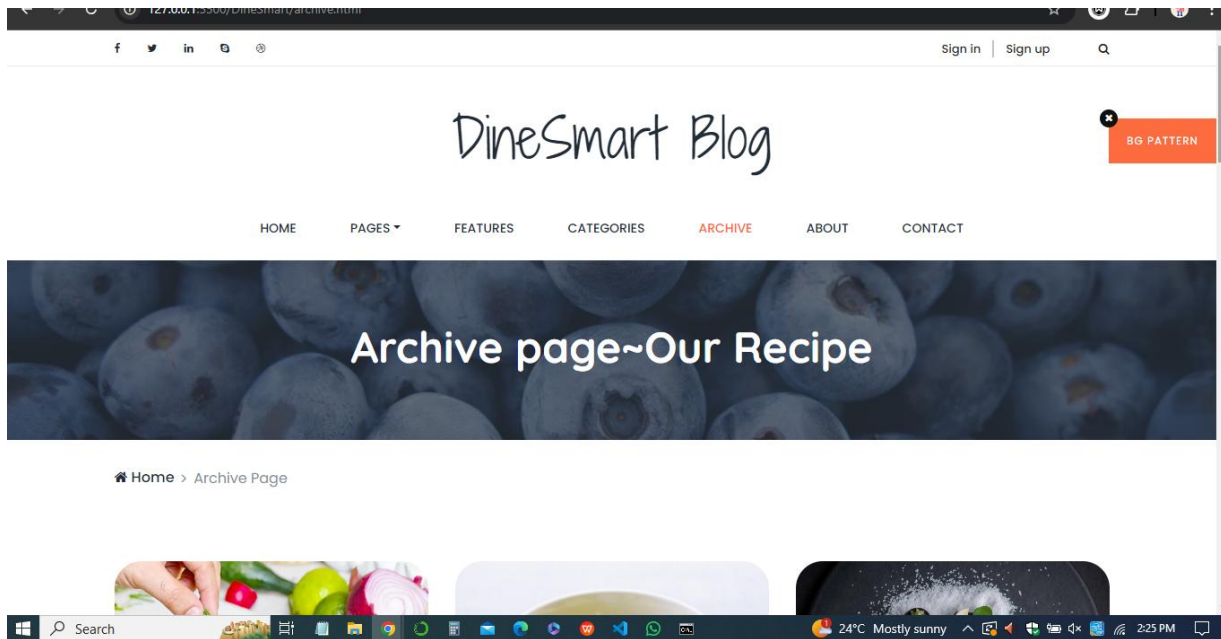 127.0.0.1:5500/DineSmart/archive.html
Sign in Sign up
DineSmart Blog
BG PATTERN
HOME PAGES FEATURES CATEGORIES ARCHIVE ABOUT CONTACT
Archive page~Our Recipe
Home > Archive Page
Search 24°C Mostly sunny 2:25 PM